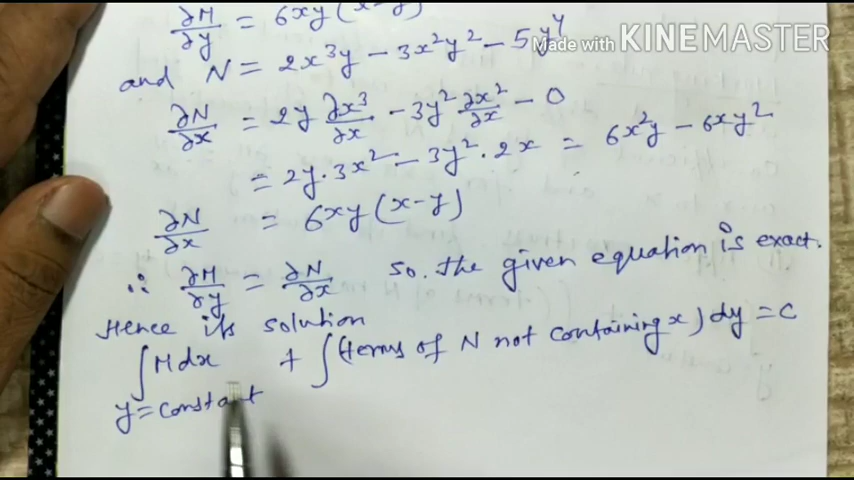 ∂M/∂y = 6xy(x-y)
Made with KINEMASTER
and N = 2x³y - 3x²y² - 5y⁴
∂N/∂x = 2y ∂x³/∂x - 3y² ∂x²/∂x - 0
= 2y.3x² - 3y².2x = 6x²y - 6xy²
∂N/∂x = 6xy(x-y)
∴ ∂M/∂y = ∂N/∂x so. the given equation is exact.
Hence its solution
∫Mdx + ∫(terms of N not containing x)dy = C
y=constant